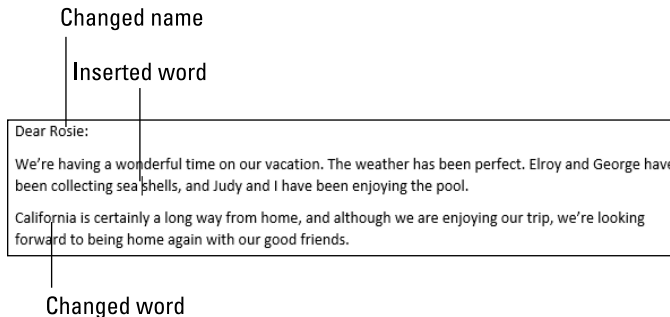 Changed name
Inserted word
Dear Rosie:
We're having a wonderful time on our vacation. The weather has been perfect. Elroy and George have
been collecting sea shells, and Judy and I have been enjoying the pool.
California is certainly a long way from home, and although we are enjoying our trip, we're looking
forward to being home again with our good friends.
Changed word